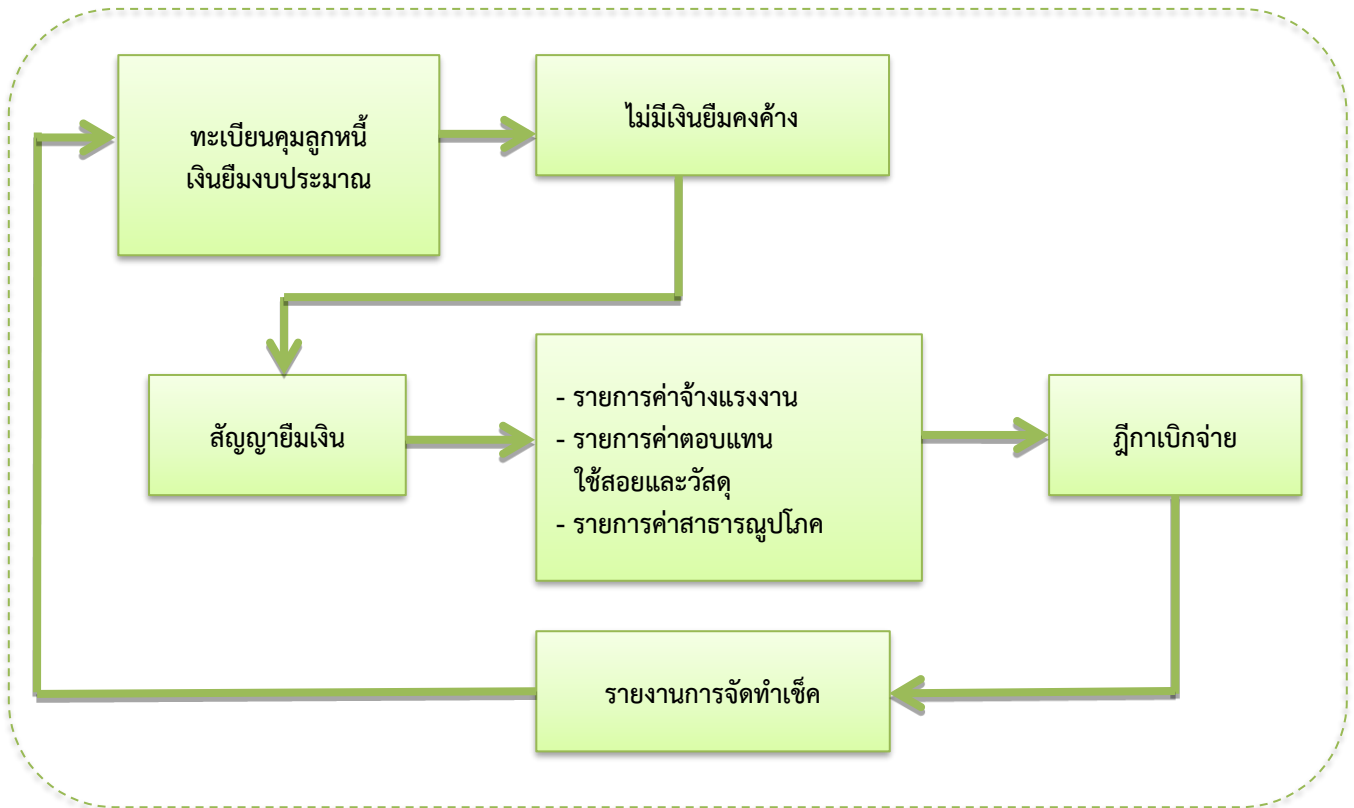 ทะเบียนคุมลูกหนี้
เงินยืมงบประมาณ
ไม่มีเงินยืมคงค้าง
สัญญายืมเงิน
- รายการค่าจ้างแรงงาน
- รายการค่าตอบแทน
ใช้สอยและวัสดุ
- รายการค่าสาธารณูปโภค
ฎีกาเบิกจ่าย
รายงานการจัดทำเช็ค